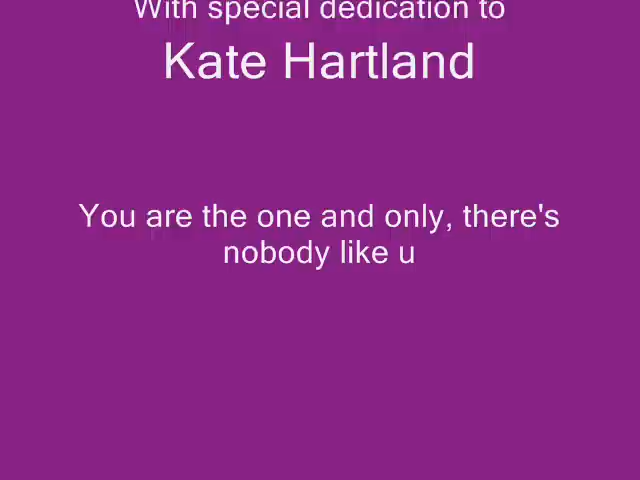 With special dedication to
Kate Hartland
You are the one and only, there's
nobody like u